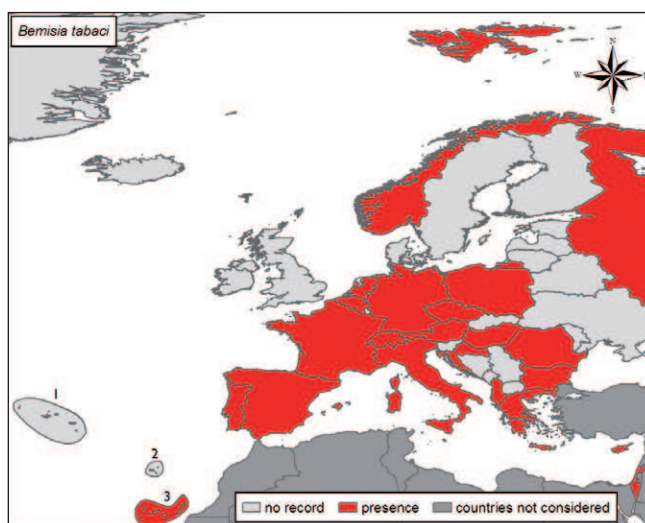 Bemisia tabaci
N
W
S
1
2
3
no record presence countries not considered